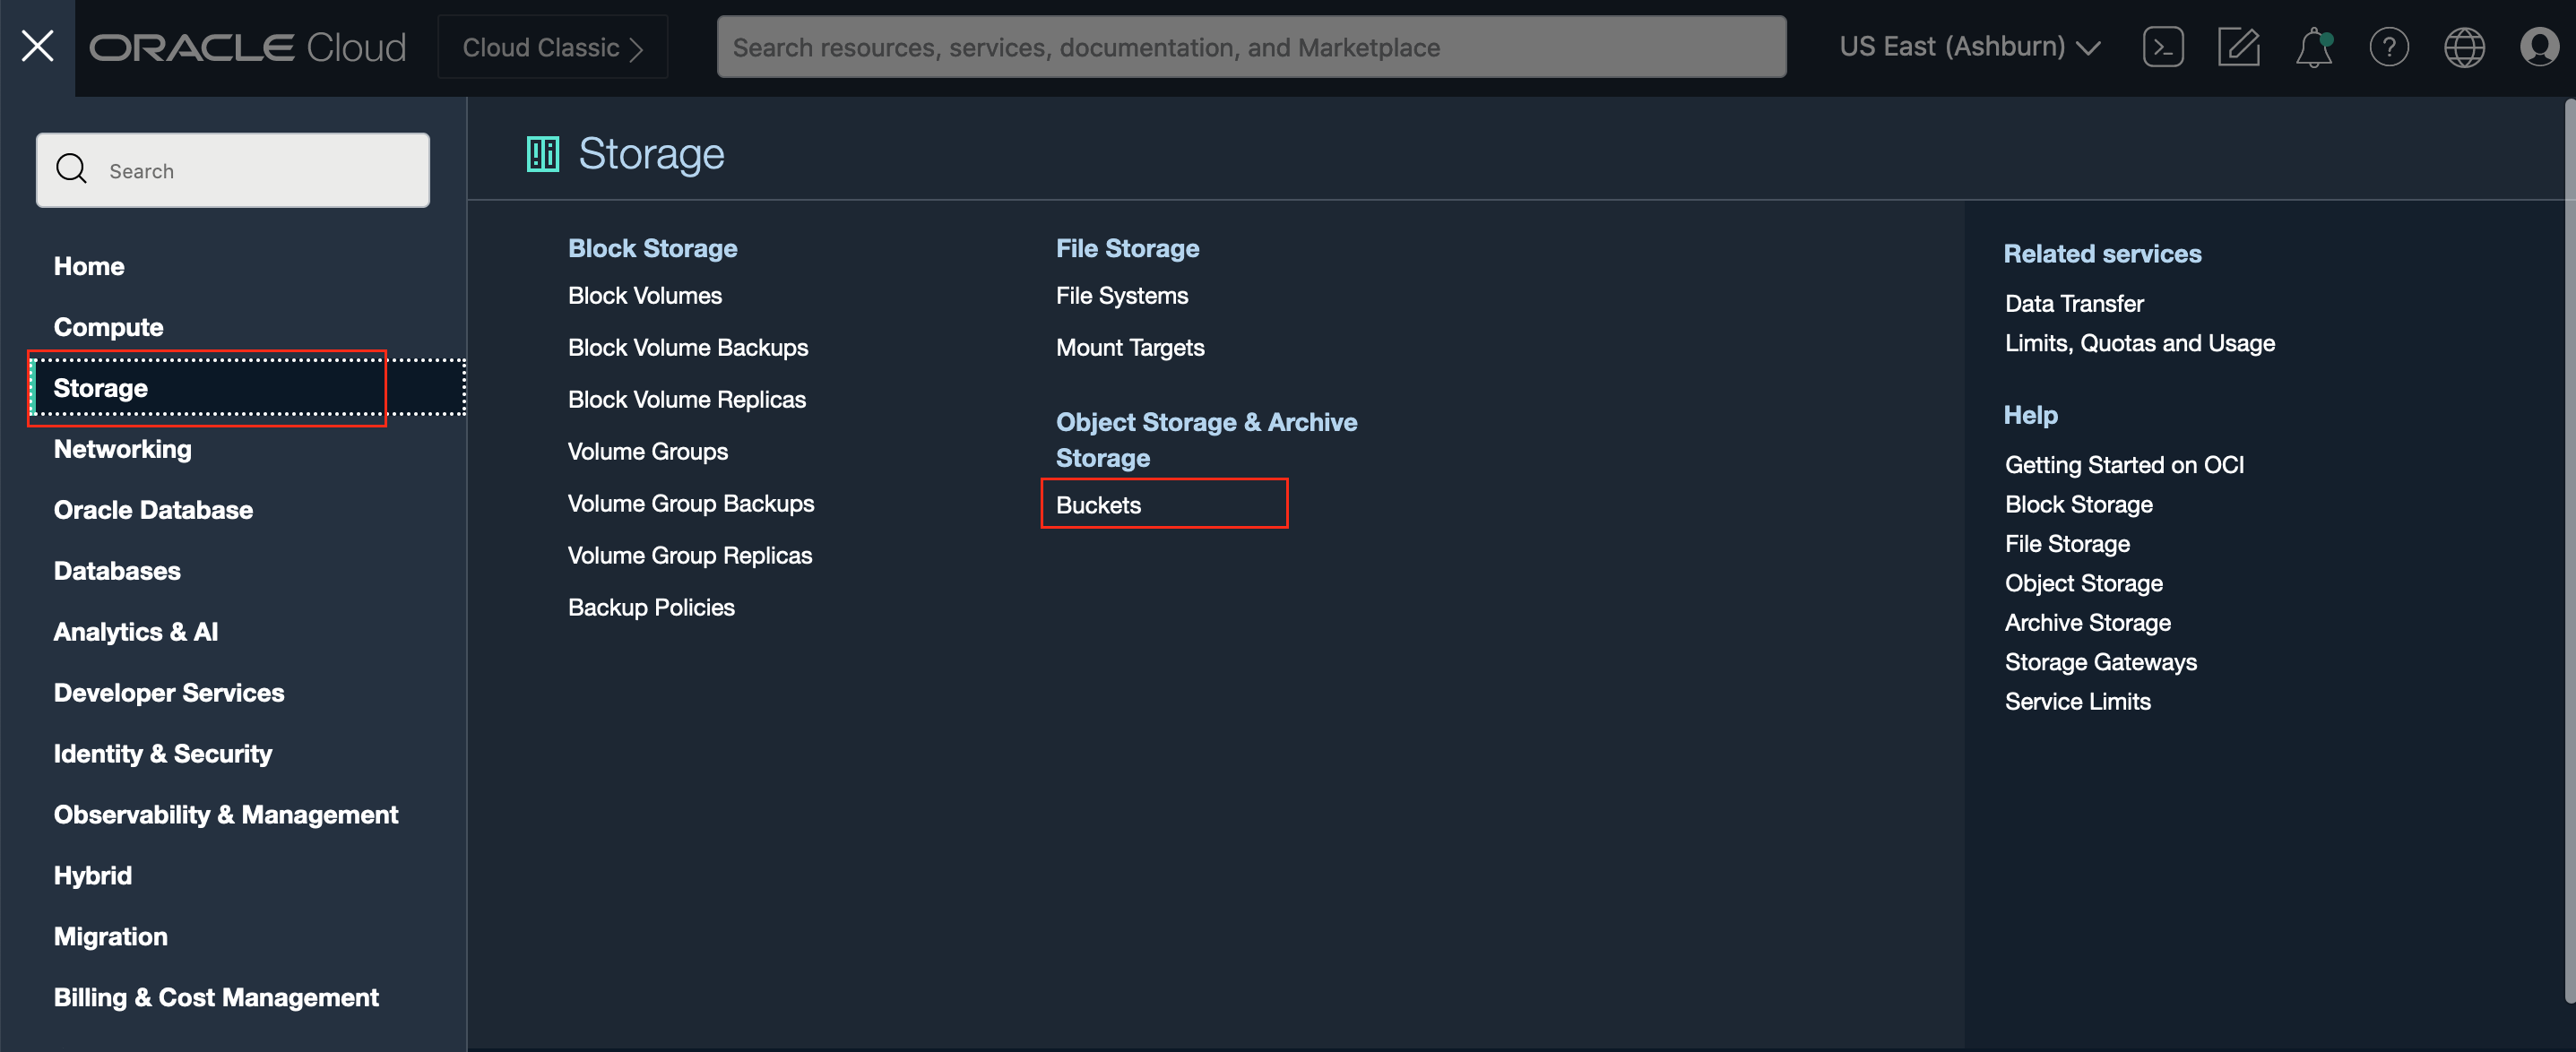 ORACLE Cloud
Cloud Classic
Search resources, services, documentation, and Marketplace
US East (Ashburn)
Search
Home
Compute
Storage
Networking
Oracle Database
Databases
Analytics & AI
Developer Services
Identity & Security
Observability & Management
Hybrid
Migration
Billing & Cost Management
Storage
Block Storage
Block Volumes
Block Volume Backups
Block Volume Replicas
Volume Groups
Volume Group Backups
Volume Group Replicas
Backup Policies
File Storage
File Systems
Mount Targets
Object Storage & Archive
Storage
Buckets
Related services
Data Transfer
Limits, Quotas and Usage
Help
Getting Started on OCI
Block Storage
File Storage
Object Storage
Archive Storage
Storage Gateways
Service Limits